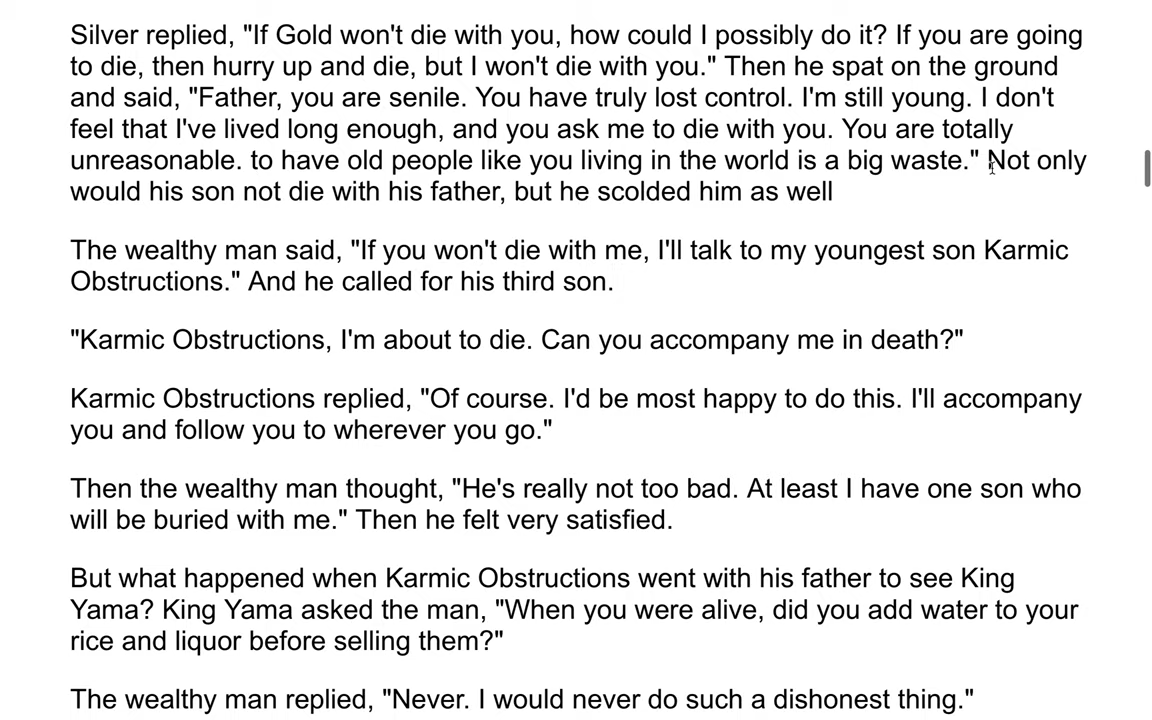 Silver replied, "If Gold won't die with you, how could I possibly do it? If you are going
to die, then hurry up and die, but I won't die with you." Then he spat on the ground
and said, "Father, you are senile. You have truly lost control. I'm still young. I don't
feel that I've lived long enough, and you ask me to die with you. You are totally
unreasonable. to have old people like you living in the world is a big waste." Not only
would his son not die with his father, but he scolded him as well
The wealthy man said, "If you won't die with me, I'll talk to my youngest son Karmic
Obstructions." And he called for his third son.
"Karmic Obstructions, I'm about to die. Can you accompany me in death?"
Karmic Obstructions replied, "Of course. I'd be most happy to do this. I'll accompany
you and follow you to wherever you go."
Then the wealthy man thought, "He's really not too bad. At least I have one son who
will be buried with me." Then he felt very satisfied.
But what happened when Karmic Obstructions went with his father to see King
Yama? King Yama asked the man, "When you were alive, did you add water to your
rice and liquor before selling them?"
The wealthy man replied, "Never. I would never do such a dishonest thing."